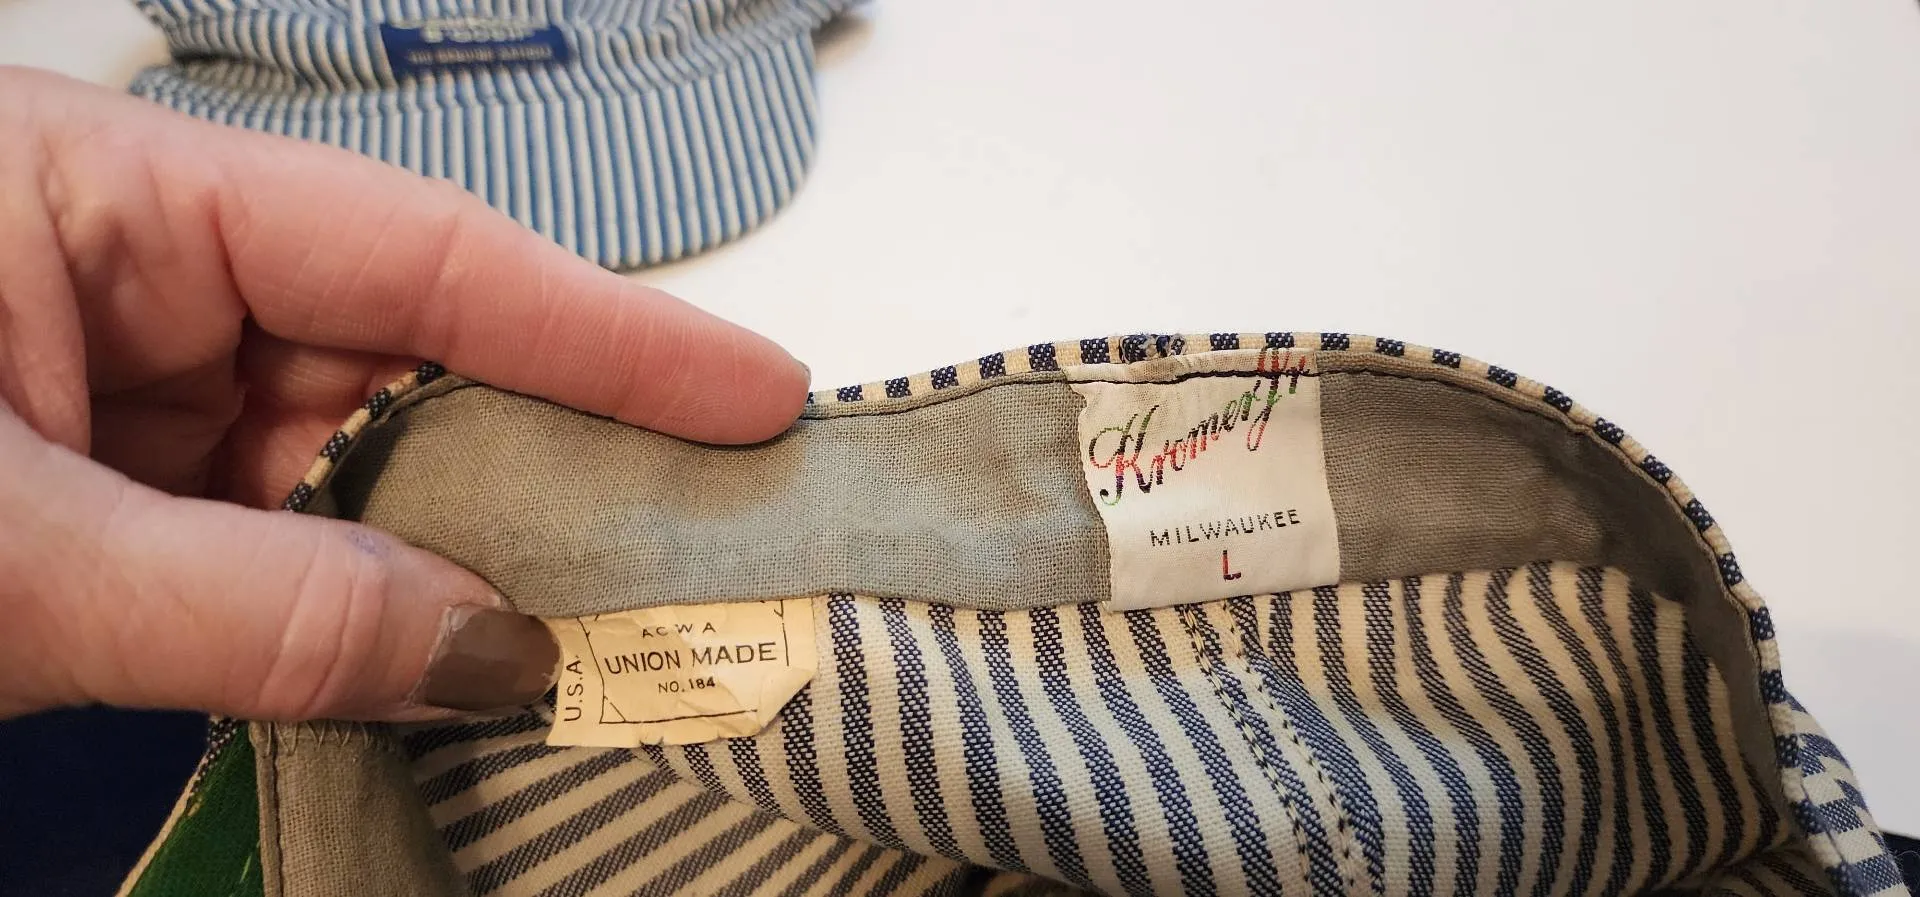 Kromer Jr
MILWAUKEE
L
ACWA
UNION MADE
NO. 184
U.S.A.